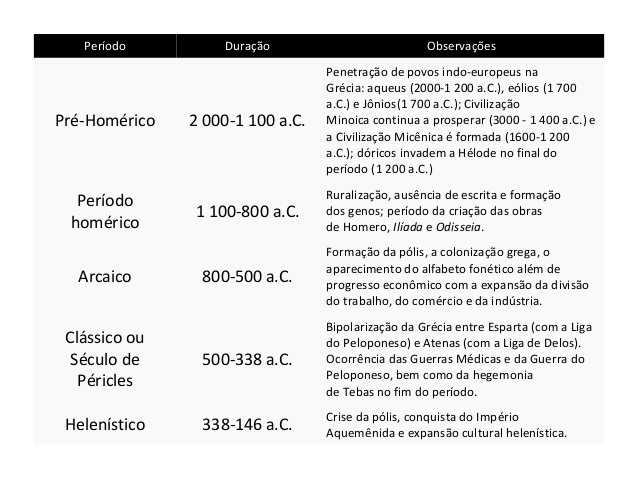 Período Duração Observações
Pré-Homérico
2 000-1 100 a.C.
Penetração de povos indo-europeus na
Grécia: aqueus (2000-1 200 a.C.), eólios (1 700
a.C.) e Jônios(1 700 a.C.); Civilização
Minoica continua a prosperar (3000 - 1 400 a.C.) e
a Civilização Micênica é formada (1600-1 200
a.C.); dóricos invadem a Hélode no final do
período (1 200 a.C.)
Período
homérico
1 100-800 a.C.
Ruralização, ausência de escrita e formação
dos genos; período da criação das obras
de Homero, Ilíada e Odisseia.
Arcaico
800-500 a.C.
Formação da pólis, a colonização grega, o
aparecimento do alfabeto fonético além de
progresso econômico com a expansão da divisão
do trabalho, do comércio e da indústria.
Clássico ou
Século de
Péricles
500-338 a.C.
Bipolarização da Grécia entre Esparta (com a Liga
do Peloponeso) e Atenas (com a Liga de Delos).
Ocorrência das Guerras Médicas e da Guerra do
Peloponeso, bem como da hegemonia
de Tebas no fim do período.
Helenístico
338-146 a.C.
Crise da pólis, conquista do Império
Aquemênida e expansão cultural helenística.